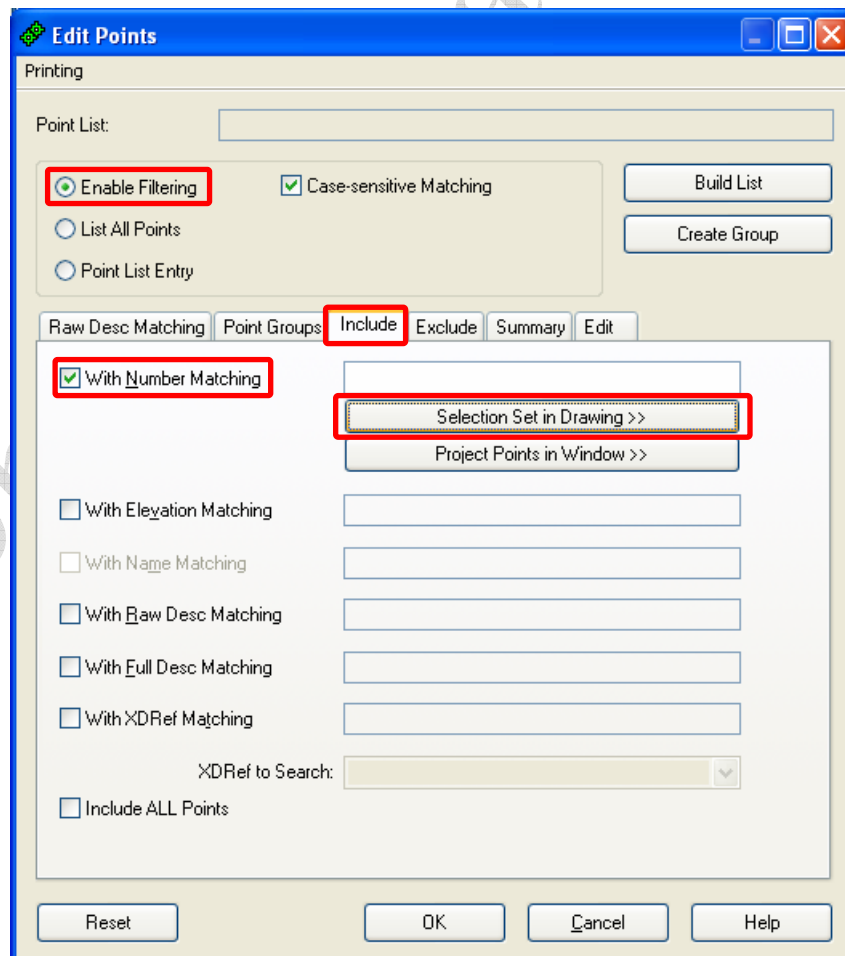 Edit Points
Printing
Point List:
Enable Filtering
Case-sensitive Matching
Build List
List All Points
Create Group
Point List Entry
Raw Desc Matching
Point Groups
Include
Exclude
Summary
Edit
With Number Matching
Selection Set in Drawing >>
Project Points in Window >>
With Elevation Matching
With Name Matching
With Raw Desc Matching
With Full Desc Matching
With XDRef Matching
XDRef to Search:
Include ALL Points
Reset
OK
Cancel
Help